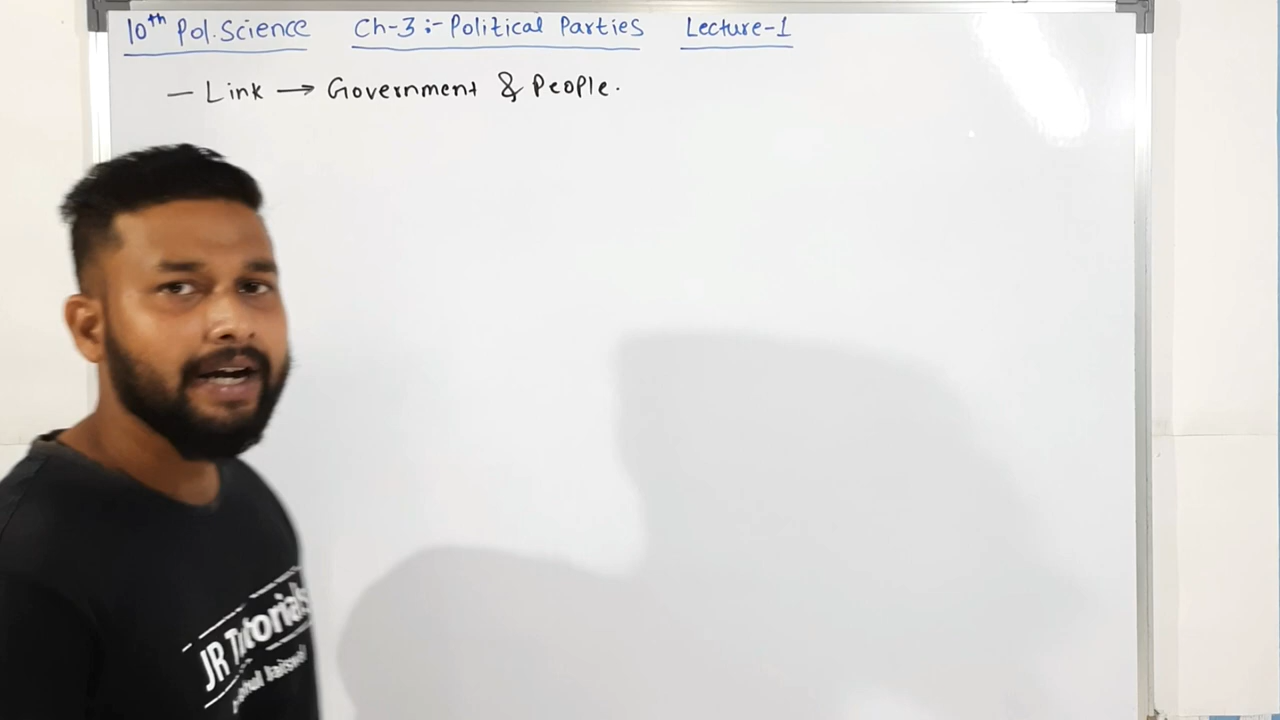 10th Pol. Science Ch-3 :- Political Parties Lecture-1
— Link → Government & People.
JR Tutorials